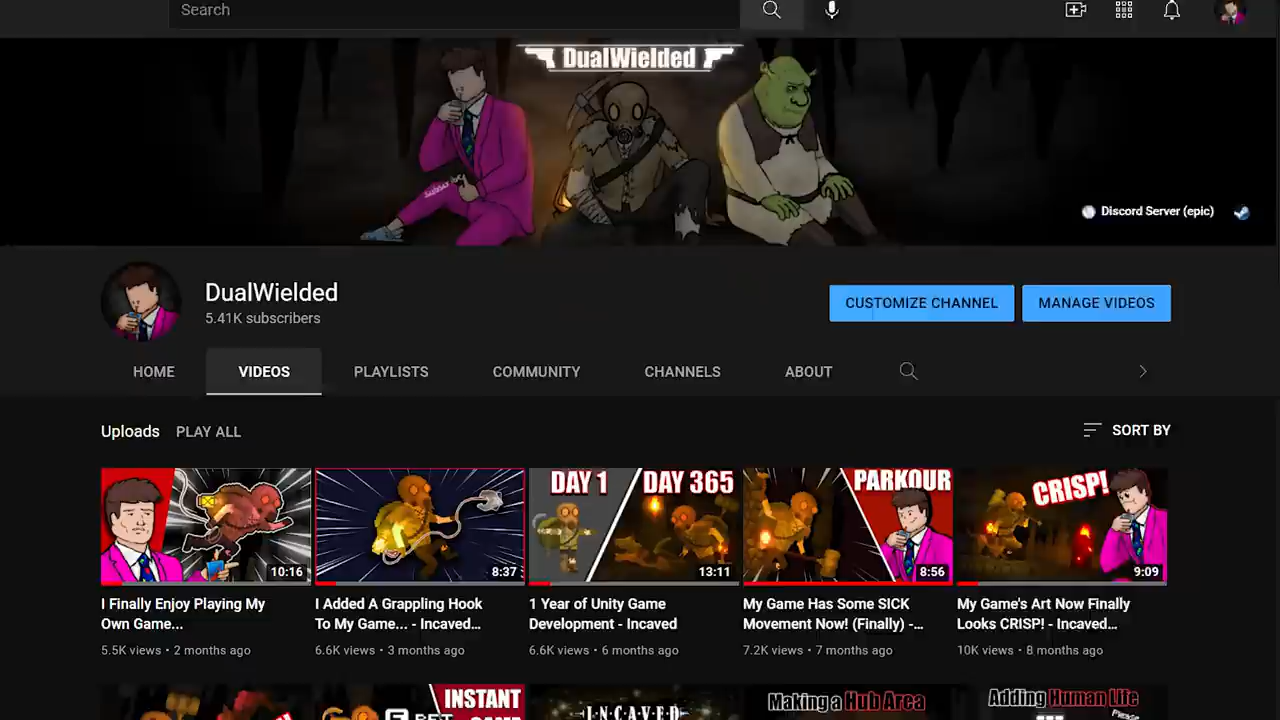 Search
DualWielded
Discord Server (epic)
DualWielded
5.41K subscribers
CUSTOMIZE CHANNEL
MANAGE VIDEOS
HOME
VIDEOS
PLAYLISTS
COMMUNITY
CHANNELS
ABOUT
Uploads
PLAY ALL
SORT BY
10:16
8:37
DAY 1
DAY 365
13:11
PARKOUR
8:56
CRISP!
9:09
I Finally Enjoy Playing My
Own Game...
5.5K views • 2 months ago
I Added A Grappling Hook
To My Game... - Incaved...
6.6K views • 3 months ago
1 Year of Unity Game
Development - Incaved
6.6K views • 6 months ago
My Game Has Some SICK
Movement Now! (Finally) -...
7.2K views • 7 months ago
My Game's Art Now Finally
Looks CRISP! - Incaved...
10K views • 8 months ago
INSTANT
INCAVED
Making a Hub Area
Adding Human Life